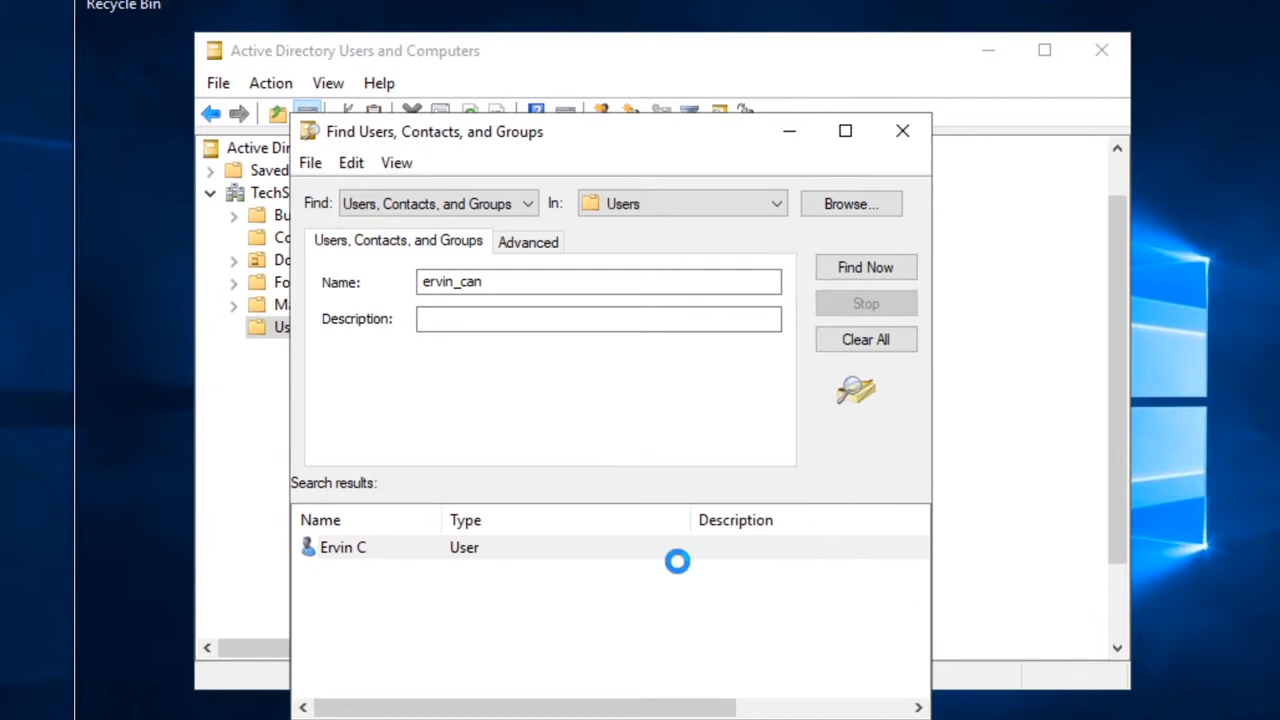 Recycle Bin
Active Directory Users and Computers
File Action View Help
Find Users, Contacts, and Groups
File Edit View
Active Dir
Saved
TechS
Bu
Co
Do
Fo
Ma
Us
Find: Users, Contacts, and Groups In: Users Browse...
Users, Contacts, and Groups Advanced
Name: ervin_can
Description:
Find Now
Stop
Clear All
Search results:
Name Type Description
Ervin C User